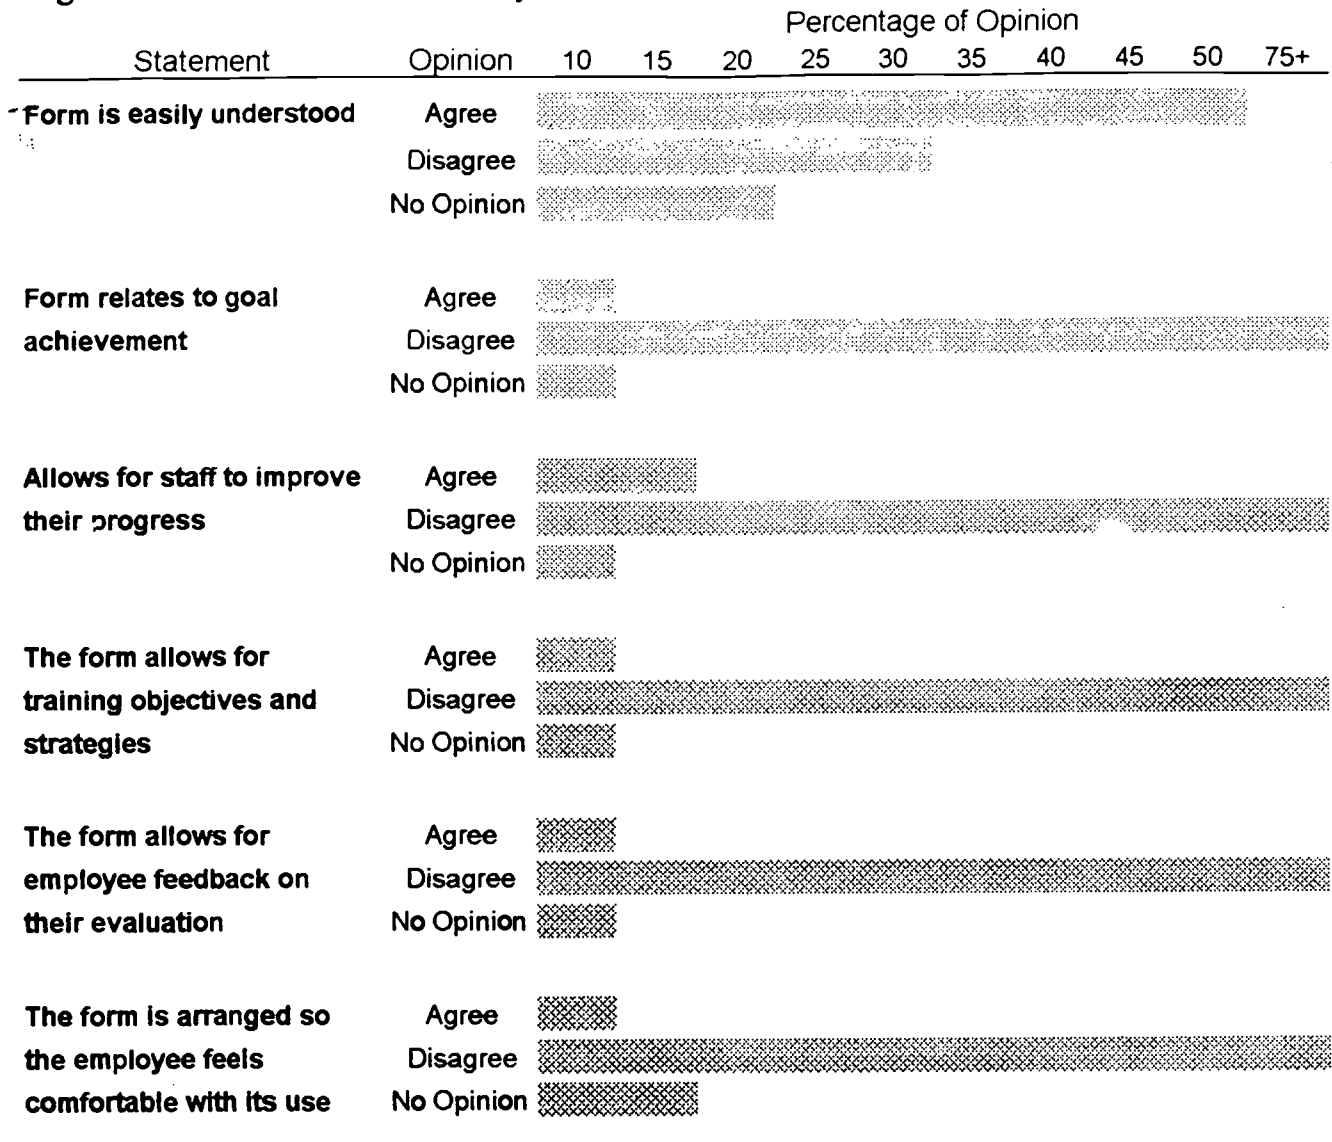 Percentage of Opinion
Statement Opinion 10 15 20 25 30 35 40 45 50 75+
Form is easily understood Agree
Disagree
No Opinion
Form relates to goal Agree
achievement Disagree
No Opinion
Allows for staff to improve Agree
their progress Disagree
No Opinion
The form allows for Agree
training objectives and Disagree
strategies No Opinion
The form allows for Agree
employee feedback on Disagree
their evaluation No Opinion
The form is arranged so Agree
the employee feels Disagree
comfortable with its use No Opinion